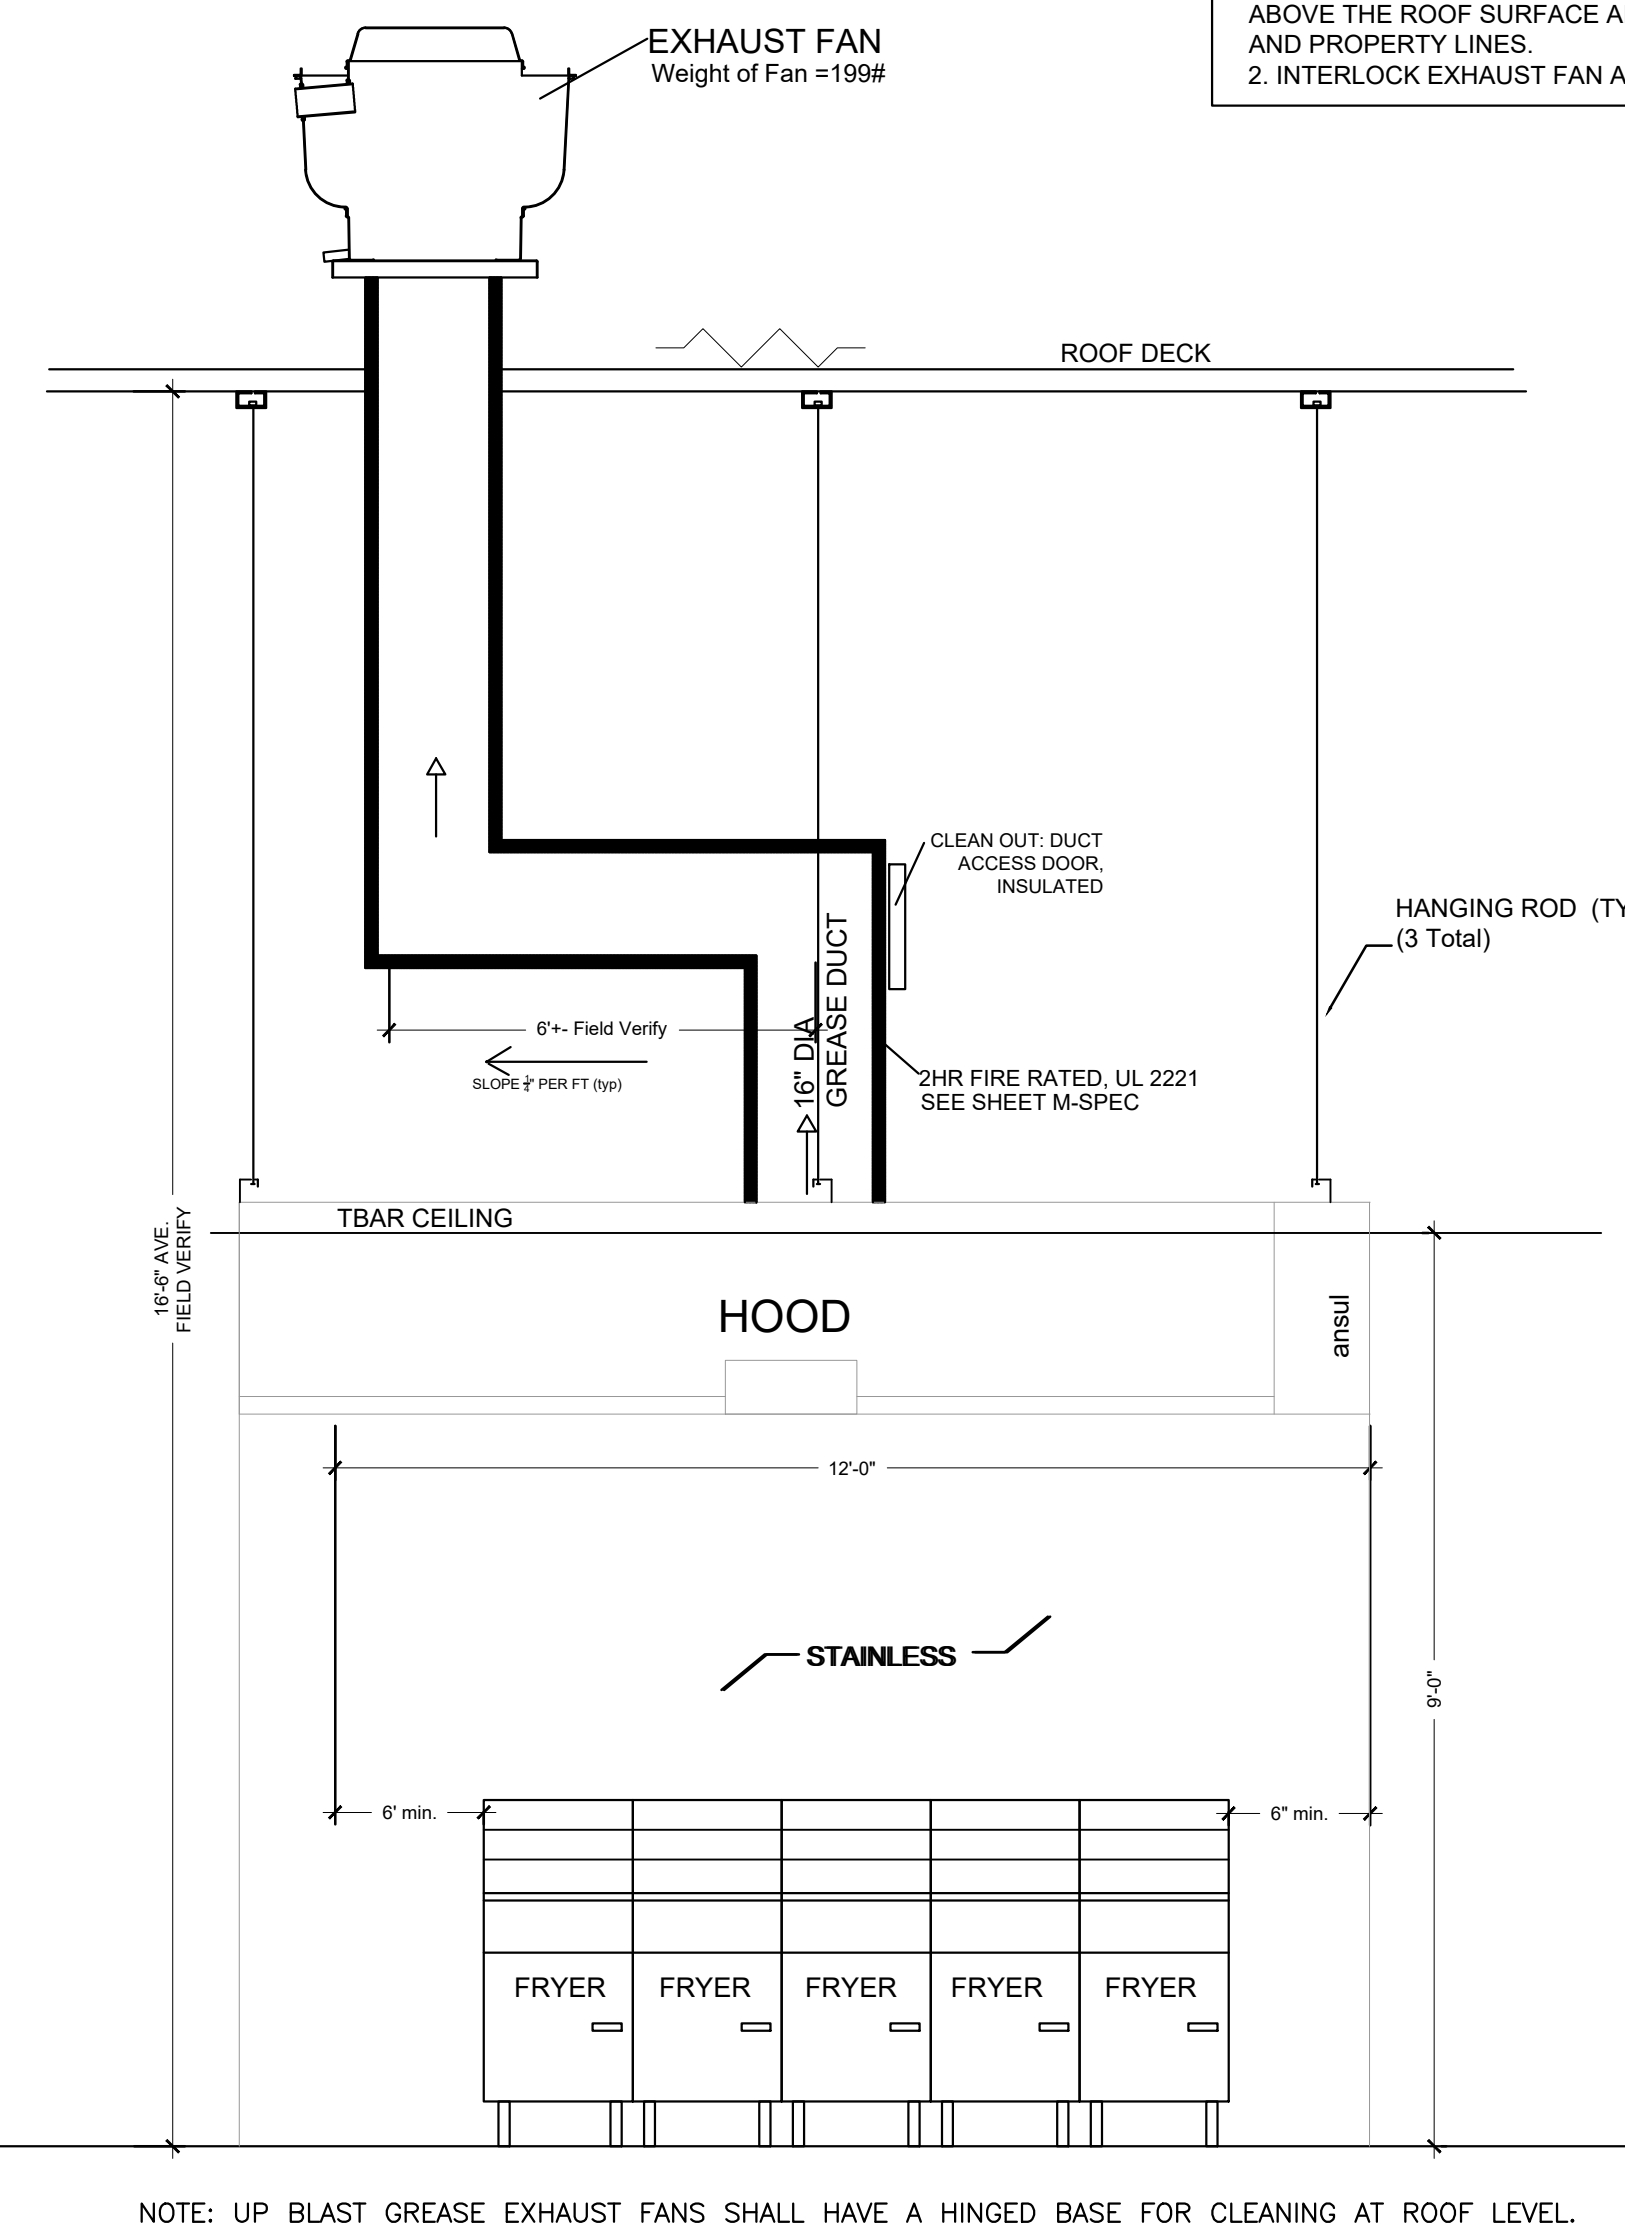 ABOVE THE ROOF SURFACE
AND PROPERTY LINES.
2. INTERLOCK EXHAUST FAN
EXHAUST FAN
Weight of Fan =199#
ROOF DECK
CLEAN OUT: DUCT
ACCESS DOOR,
INSULATED
HANGING ROD
(3 Total)
6'+- Field Verify
SLOPE 1/4" PER FT (typ)
16" DIA
GREASE DUCT
2HR FIRE RATED, UL 2221
SEE SHEET M-SPEC
TBAR CEILING
16'-6" AVE.
FIELD VERIFY
HOOD
ansul
12'-0"
STAINLESS
9'-0"
6' min.
6" min.
FRYER
FRYER
FRYER
FRYER
FRYER
NOTE: UP BLAST GREASE EXHAUST FANS SHALL HAVE A HINGED BASE FOR CLEANING AT ROOF LEVEL.